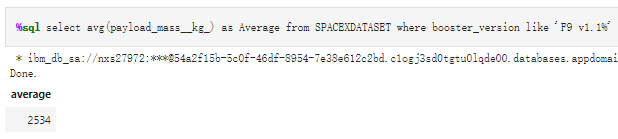 %sql select avg(payload_mass__kg_) as Average from SPACEXDATASET where booster_version like 'F9 v1.1%'
* ibm_db_sa://nxs27972:***@54a2f15b-5c0f-46df-8954-7e38e612c2bd.c1ogj3sd0tgtu0lqde00.databases.appdomai
Done.
average
2534